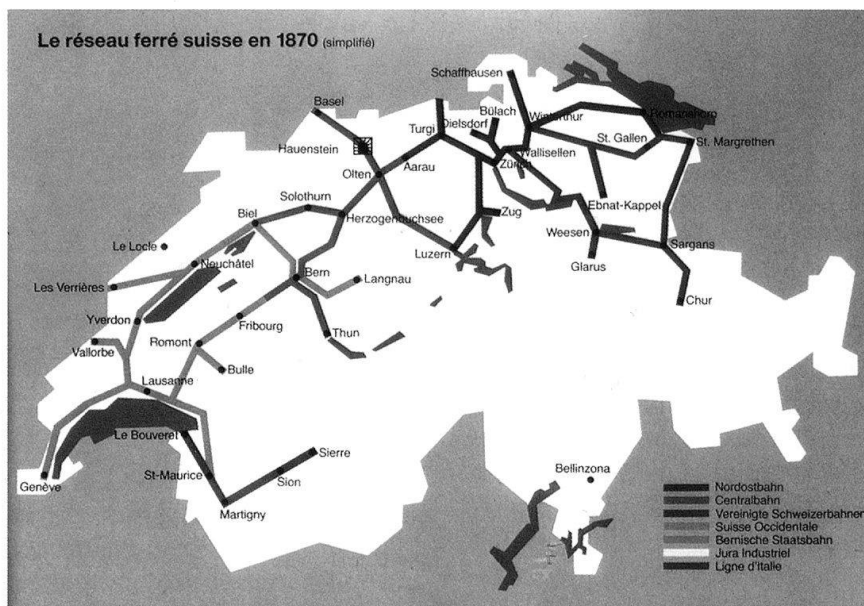 Le réseau ferré suisse en 1870 (simplifié)
Schaffhausen
Basel
Bülach
Turgi
Dielsdorf
Winterthur
Romanshorn
Hauenstein
St. Gallen
St. Margrethen
Aarau
Zürich
Wallisellen
Olten
Solothurn
Ebnat-Kappel
Biel
Herzogenbuchsee
Zug
Weesen
Le Locle
Luzern
Sargans
Neuchâtel
Glarus
Bern
Langnau
Les Verrières
Chur
Yverdon
Fribourg
Thun
Romont
Vallorbe
Bulle
Lausanne
Le Bouveret
Sierre
Bellinzona
St-Maurice
Sion
Genève
Martigny
Nordostbahn
Centralbahn
Vereinigte Schweizerbahnen
Suisse Occidentale
Bernische Staatsbahn
Jura Industriel
Ligne d'Italie